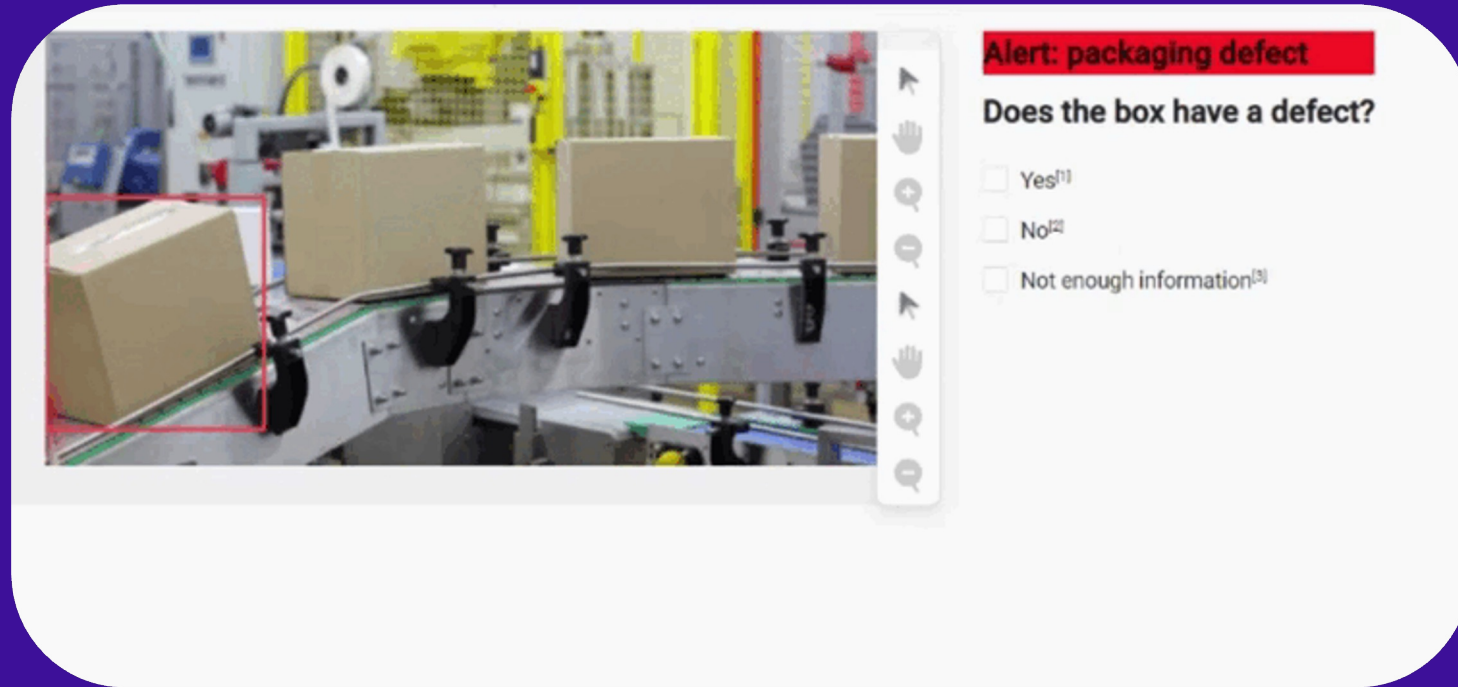 Alert: packaging defect
Does the box have a defect?
Yes[1]
No[2]
Not enough information[3]